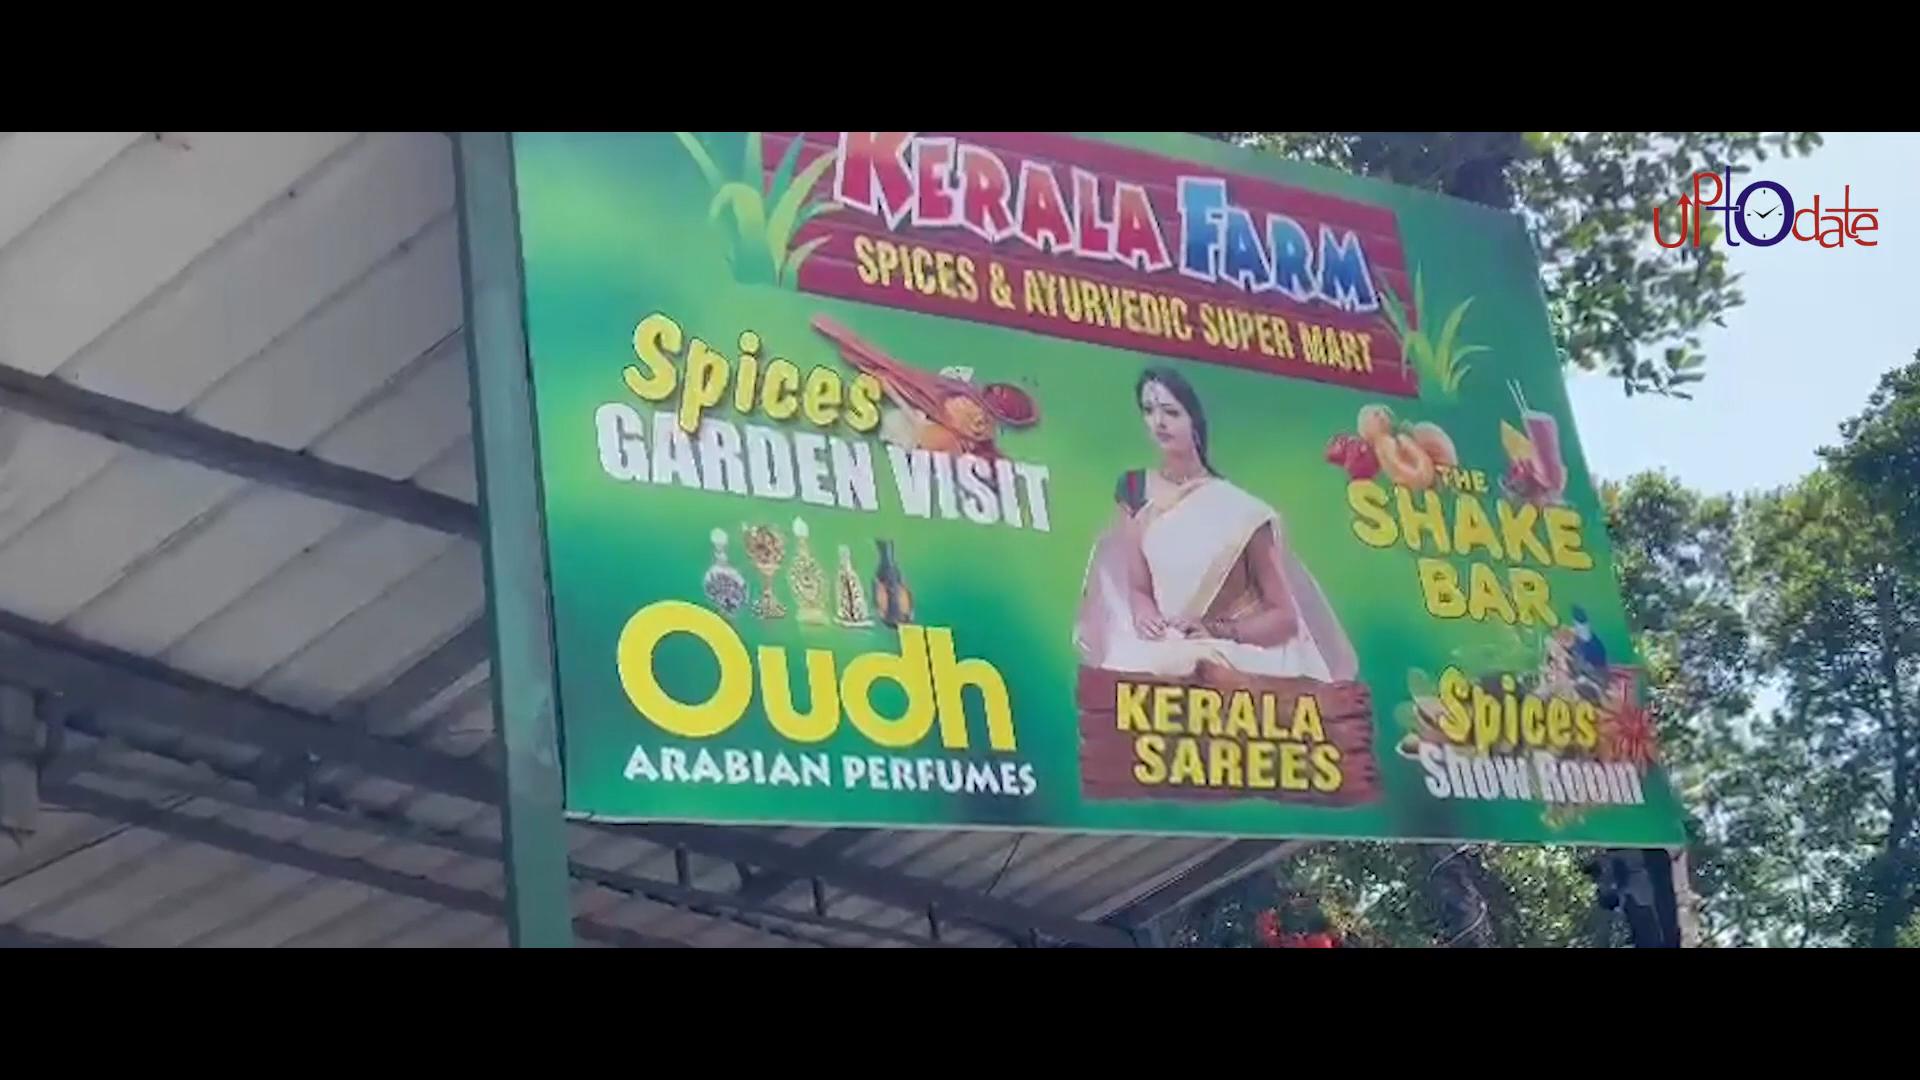 KERALA FARM
SPICES & AYURVEDIC SUPER MART
Spices
GARDEN VISIT
Oudh
ARABIAN PERFUMES
KERALA
SAREES
THE
SHAKE
BAR
Spices
Show Room
uptOdate